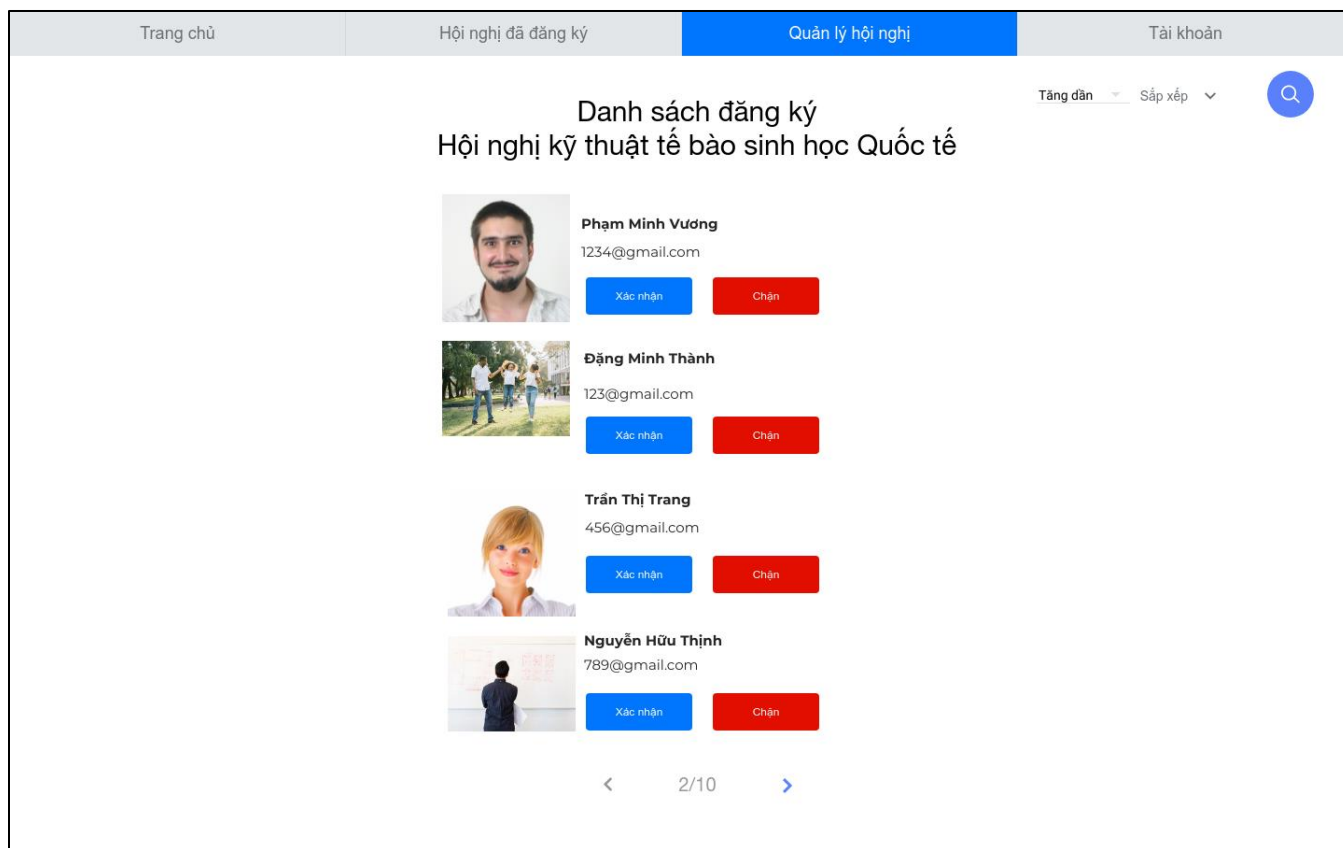 Trang chủ
Hội nghị đã đăng ký
Quản lý hội nghị
Tài khoản
Tăng dần
Sắp xếp
Danh sách đăng ký
Hội nghị kỹ thuật tế bào sinh học Quốc tế
Phạm Minh Vương
1234@gmail.com
Xác nhận
Chặn
Đặng Minh Thành
123@gmail.com
Xác nhận
Chặn
Trần Thị Trang
456@gmail.com
Xác nhận
Chặn
Nguyễn Hữu Thịnh
789@gmail.com
Xác nhận
Chặn
2/10